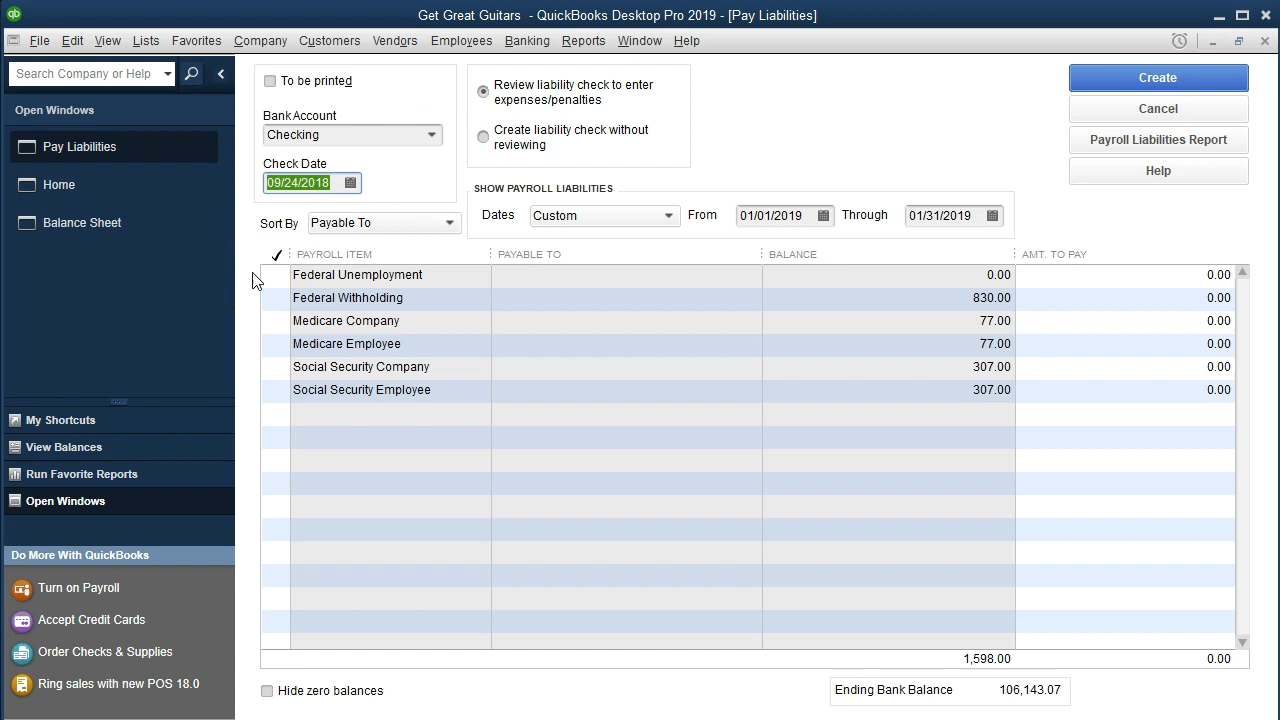 Get Great Guitars - QuickBooks Desktop Pro 2019 - [Pay Liabilities]
File Edit View Lists Favorites Company Customers Vendors Employees Banking Reports Window Help
Search Company or Help
Open Windows
Pay Liabilities
Home
Balance Sheet
My Shortcuts
View Balances
Run Favorite Reports
Open Windows
Do More With QuickBooks
Turn on Payroll
Accept Credit Cards
Order Checks & Supplies
Ring sales with new POS 18.0
To be printed
Bank Account
Checking
Check Date
09/24/2018
Review liability check to enter
expenses/penalties
Create liability check without
reviewing
Create
Cancel
Payroll Liabilities Report
Help
SHOW PAYROLL LIABILITIES
Sort By Payable To
Dates Custom From 01/01/2019 Through 01/31/2019
PAYROLL ITEM PAYABLE TO BALANCE AMT. TO PAY
Federal Unemployment 0.00 0.00
Federal Withholding 830.00 0.00
Medicare Company 77.00 0.00
Medicare Employee 77.00 0.00
Social Security Company 307.00 0.00
Social Security Employee 307.00 0.00
1,598.00 0.00
Hide zero balances
Ending Bank Balance 106,143.07